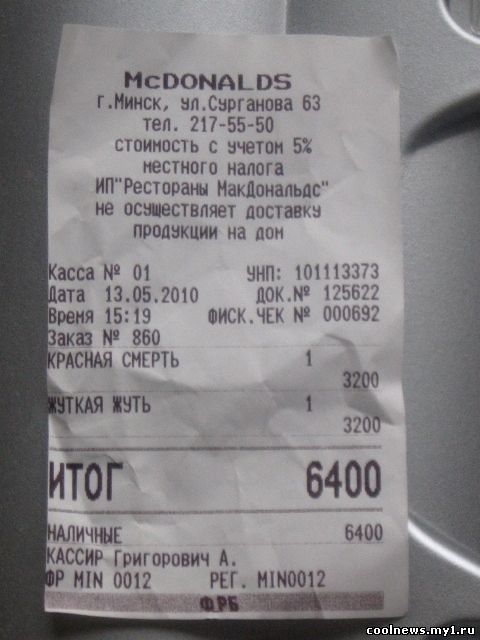 McDONALDS
г.Минск, ул.Сурганова 63
тел. 217-55-50
стоимость с учетом 5%
местного налога
ИП"Рестораны МакДональдс"
не осуществляет доставку
продукции на дом
Касса № 01 УНП: 101113373
Дата 13.05.2010 ДОК.№ 125622
Время 15:19 ФИСК.ЧЕК № 000692
Заказ № 860
КРАСНАЯ СМЕРТЬ 1
3200
ЖУТКАЯ ЖУТЬ 1
3200
ИТОГ 6400
НАЛИЧНЫЕ 6400
КАССИР Григорович А.
ФР MIN 0012 РЕГ. MIN0012
ФРБ
coolnews.my1.ru